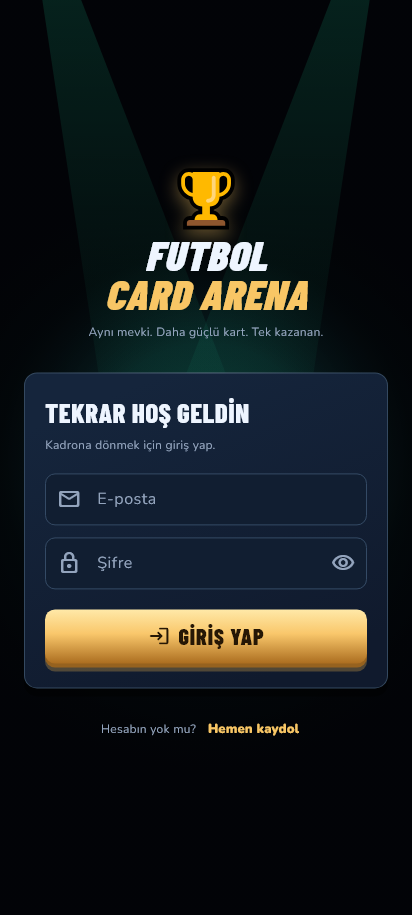 FUTBOL
CARD ARENA
Aynı mevki. Daha güçlü kart. Tek kazanan.
TEKRAR HOŞ GELDİN
Kadrona dönmek için giriş yap.
E-posta
Şifre
GİRİŞ YAP
Hesabın yok mu? Hemen kaydol